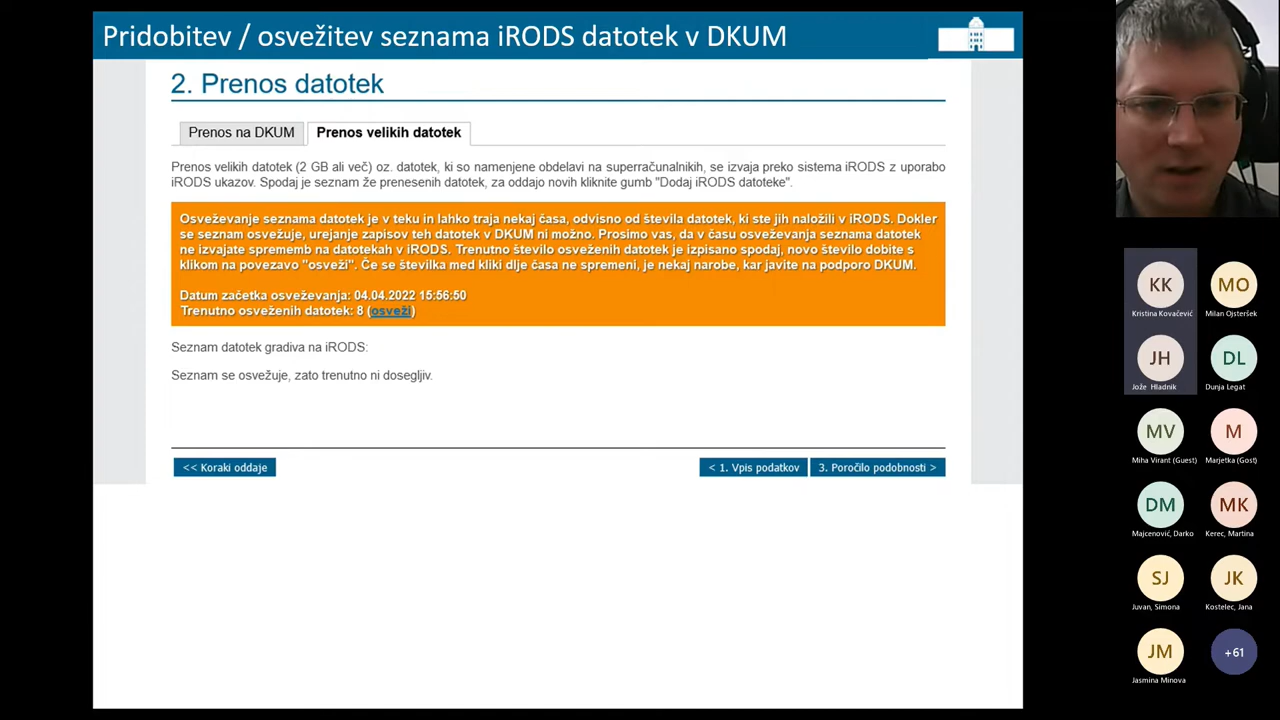 Pridobitev / osvežitev seznama iRODS datotek v DKUM
2. Prenos datotek
Prenos na DKUM
Prenos velikih datotek
Prenos velikih datotek (2 GB ali več) oz. datotek, ki so namenjene obdelavi na superračunalnikih, se izvaja preko sistema iRODS z uporabo
iRODS ukazov. Spodaj je seznam že prenesenih datotek, za oddajo novih kliknite gumb "Dodaj iRODS datoteke".
Osveževanje seznama datotek je v teku in lahko traja nekaj časa, odvisno od števila datotek, ki ste jih naložili v iRODS. Dokler
se seznam osvežuje, urejanje zapisov teh datotek v DKUM ni možno. Prosimo vas, da v času osveževanja seznama datotek
ne izvajate sprememb na datotekah v iRODS. Trenutno število osveženih datotek je izpisano spodaj, novo število dobite s
klikom na povezavo "osveži". Če se številka med kliki dlje časa ne spremeni, je nekaj narobe, kar javite na podporo DKUM.
Datum začetka osveževanja: 04.04.2022 15:56:50
Trenutno osveženih datotek: 8 (osveži)
Seznam datotek gradiva na iRODS:
Seznam se osvežuje, zato trenutno ni dosegljiv.
<< Koraki oddaje
< 1. Vpis podatkov
3. Poročilo podobnosti >
KK
Kristina Kovačević
MO
Milan Ojsteršek
JH
Jože Hladnik
DL
Dunja Legat
MV
Miha Virant (Guest)
M
Marjetka (Gost)
DM
Majcenović, Darko
MK
Kerec, Martina
SJ
Juvan, Simona
JK
Kostelec, Jana
JM
Jasmina Minova
+61